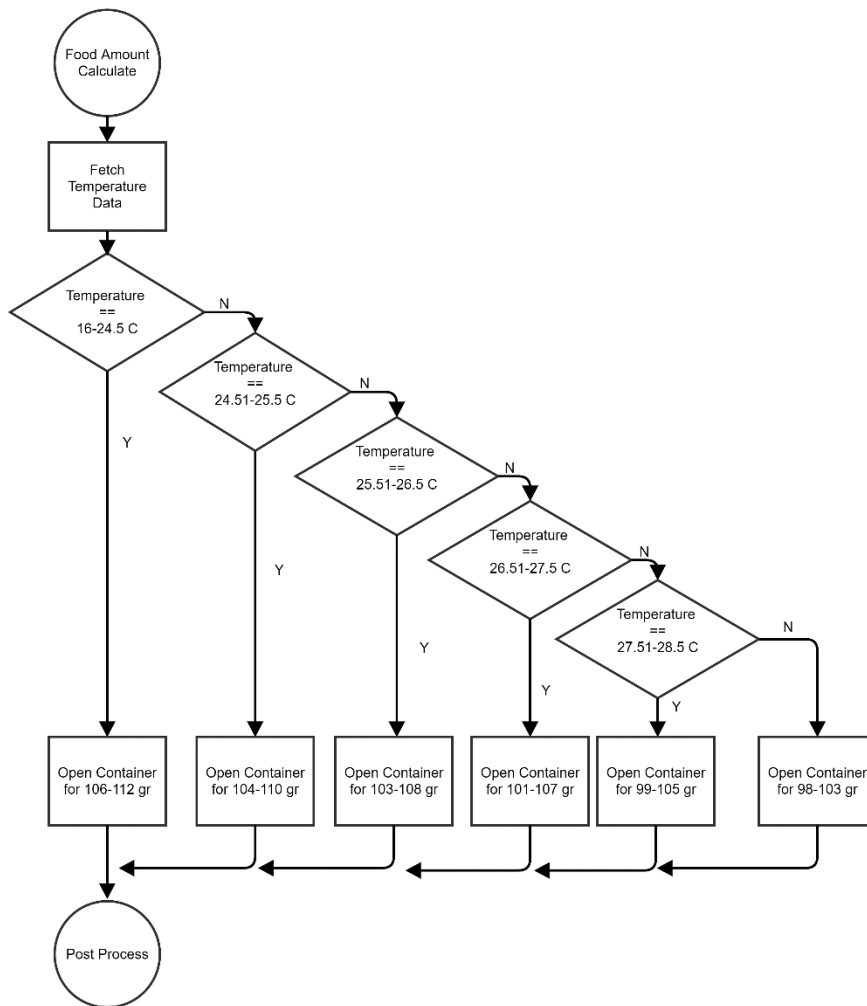 Food Amount
Calculate
Fetch
Temperature
Data
Temperature
==
16-24.5 C
N
Y
Temperature
==
24.51-25.5 C
N
Y
Temperature
==
25.51-26.5 C
N
Y
Temperature
==
26.51-27.5 C
N
Y
Temperature
==
27.51-28.5 C
N
Y
Open Container
for 106-112 gr
Open Container
for 104-110 gr
Open Container
for 103-108 gr
Open Container
for 101-107 gr
Open Container
for 99-105 gr
Open Container
for 98-103 gr
Post Process